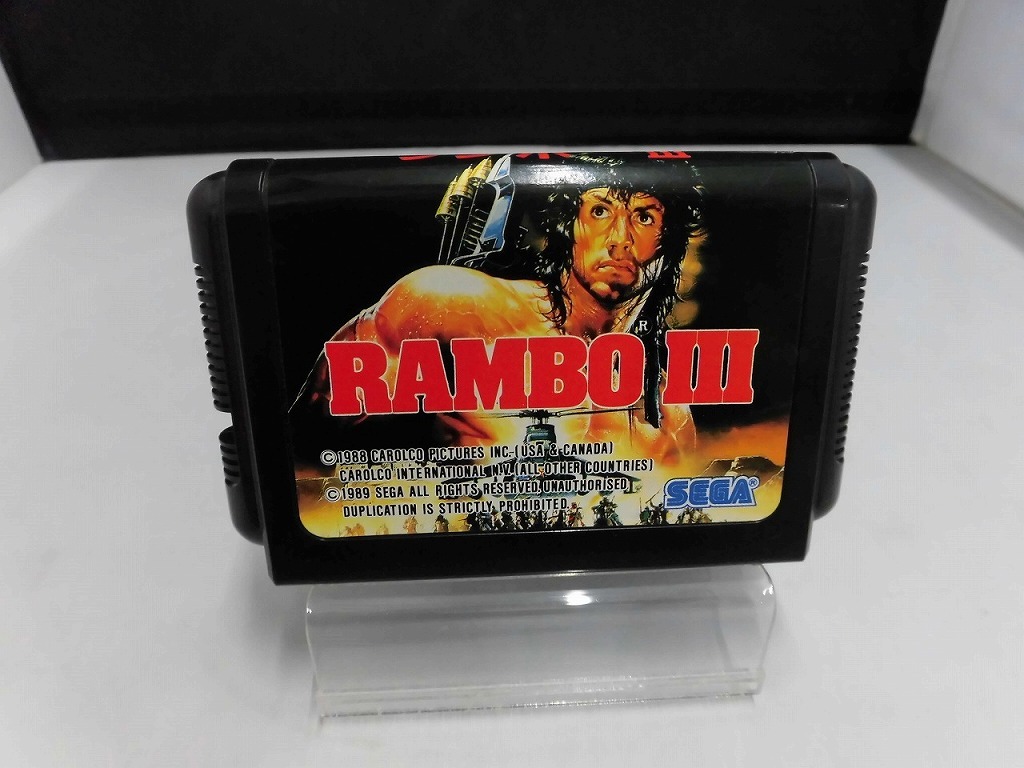 III
®
RAMBO III
©1988 CAROLCO PICTURES INC. (USA & CANADA)
CAROLCO INTERNATIONAL N.V. (ALL OTHER COUNTRIES)
©1989 SEGA ALL RIGHTS RESERVED, UNAUTHORISED
DUPLICATION IS STRICTLY PROHIBITED.
SEGA®